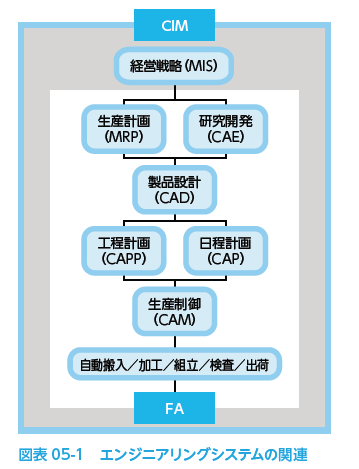 CIM
経営戦略(MIS)
生産計画
(MRP)
研究開発
(CAE)
製品設計
(CAD)
工程計画
(CAPP)
日程計画
(CAP)
生産制御
(CAM)
自動搬入/加工/組立/検査/出荷
FA
図表 05-1 エンジニアリングシステムの関連